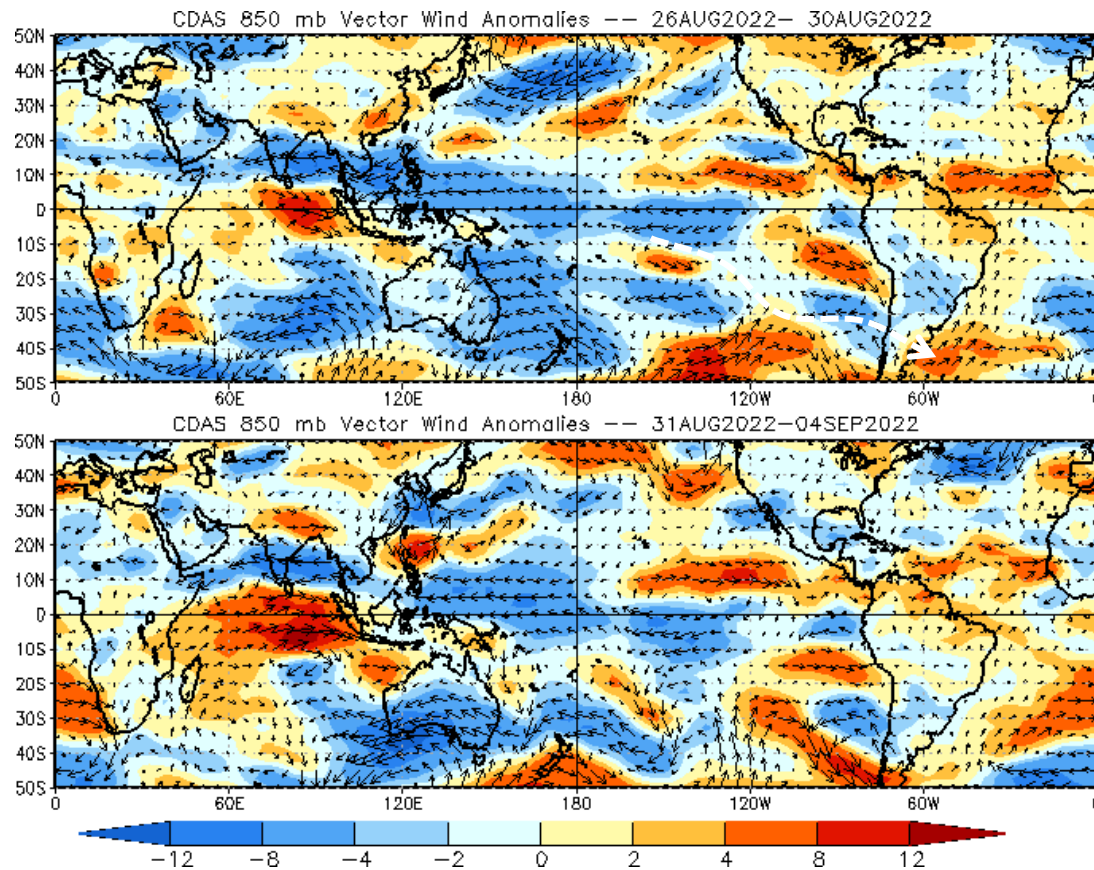 CDAS 850 mb Vector Wind Anomalies -- 26AUG2022- 30AUG2022
50N
40N
30N
20N
10N
0
10S
20S
30S
40S
50S
0 60E 120E 180 120W 60W 0
CDAS 850 mb Vector Wind Anomalies -- 31AUG2022-04SEP2022
50N
40N
30N
20N
10N
0
10S
20S
30S
40S
50S
0 60E 120E 180 120W 60W 0
-12 -8 -4 -2 0 2 4 8 12